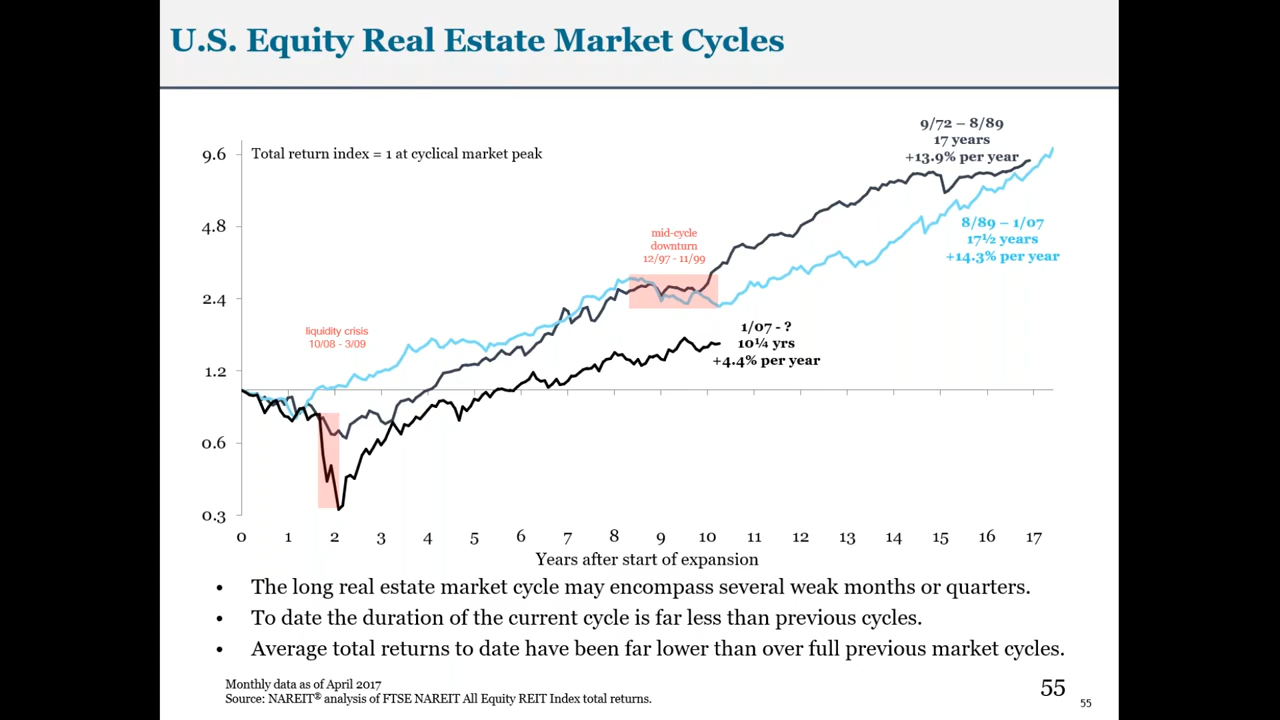 U.S. Equity Real Estate Market Cycles
9/72 – 8/89
17 years
+13.9% per year
9.6
Total return index = 1 at cyclical market peak
4.8
mid-cycle
downturn
12/97 - 11/99
8/89 – 1/07
17½ years
+14.3% per year
2.4
liquidity crisis
10/08 - 3/09
1/07 - ?
10¼ yrs
+4.4% per year
1.2
0.6
0.3
0 1 2 3 4 5 6 7 8 9 10 11 12 13 14 15 16 17
Years after start of expansion
• The long real estate market cycle may encompass several weak months or quarters.
• To date the duration of the current cycle is far less than previous cycles.
• Average total returns to date have been far lower than over full previous market cycles.
Monthly data as of April 2017
Source: NAREIT® analysis of FTSE NAREIT All Equity REIT Index total returns.
55
55